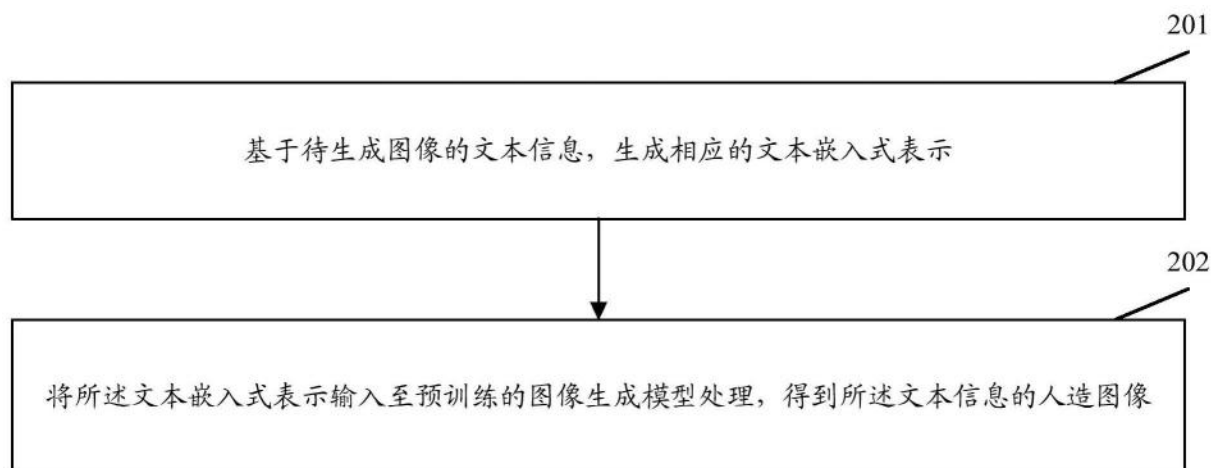 201
基于待生成图像的文本信息，生成相应的文本嵌入式表示
202
将所述文本嵌入式表示输入至预训练的图像生成模型处理，得到所述文本信息的人造图像